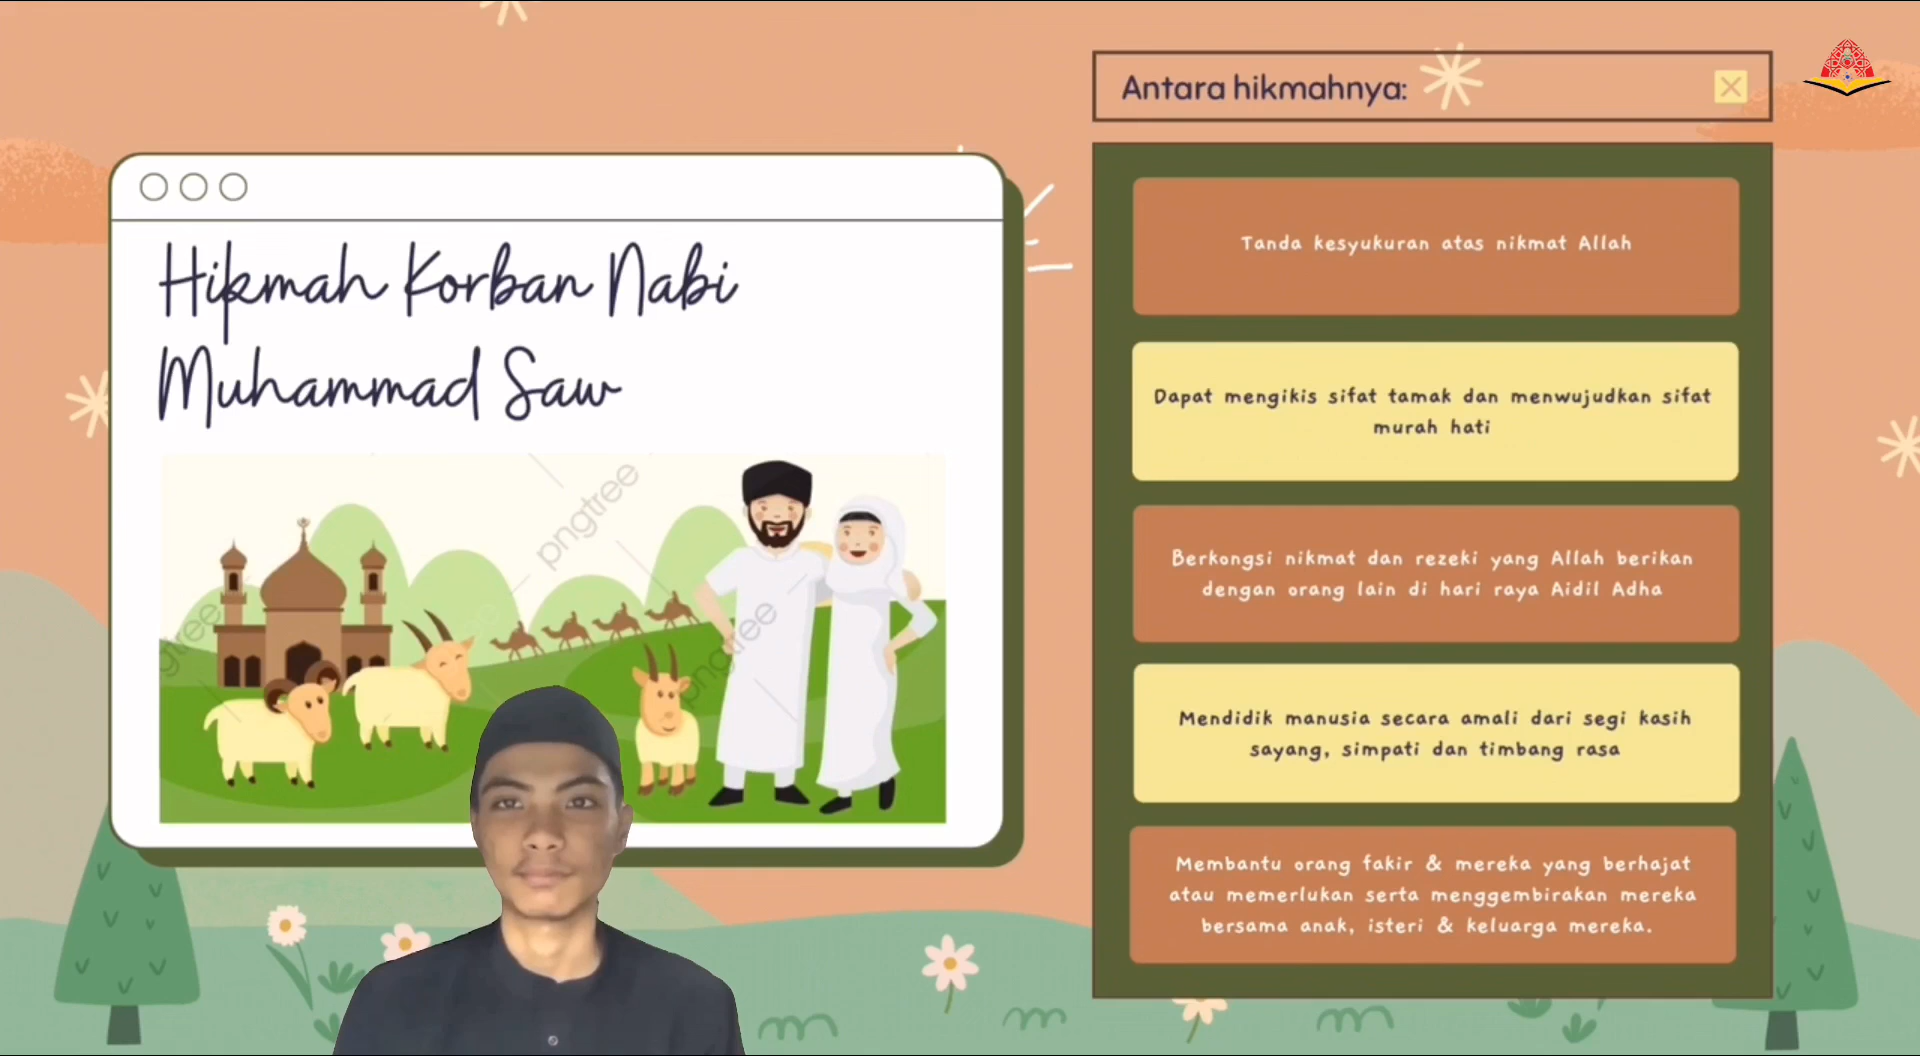 Hikmah Korban Nabi
Muhammad Saw
pngtree
pngtree
gtree
Antara hikmahnya:
Tanda kesyukuran atas nikmat Allah
Dapat mengikis sifat tamak dan menwujudkan sifat
murah hati
Berkongsi nikmat dan rezeki yang Allah berikan
dengan orang lain di hari raya Aidil Adha
Mendidik manusia secara amali dari segi kasih
sayang, simpati dan timbang rasa
Membantu orang fakir & mereka yang berhajat
atau memerlukan serta menggembirakan mereka
bersama anak, isteri & keluarga mereka.